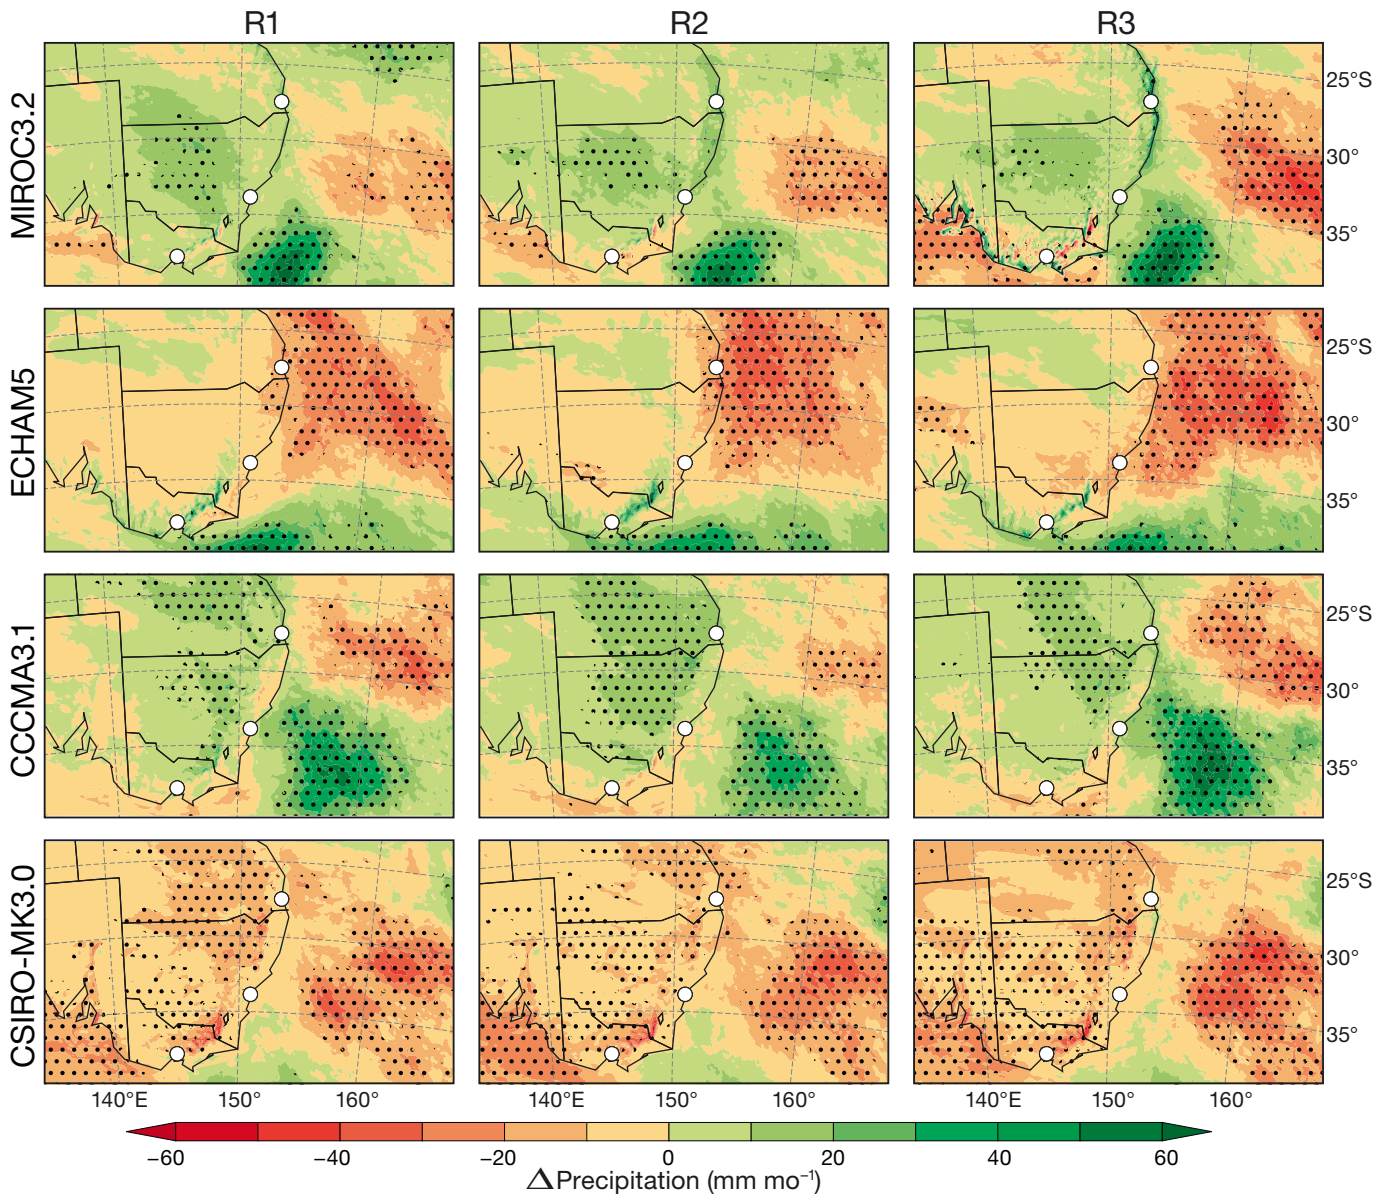 R1 R2 R3
MIROC3.2
25°S
30°
35°
ECHAM5
25°S
30°
35°
CCCMA3.1
25°S
30°
35°
CSIRO-MK3.0
25°S
30°
35°
140°E 150° 160° 140°E 150° 160° 140°E 150° 160°
−60 −40 −20 0 20 40 60
ΔPrecipitation (mm mo⁻¹)